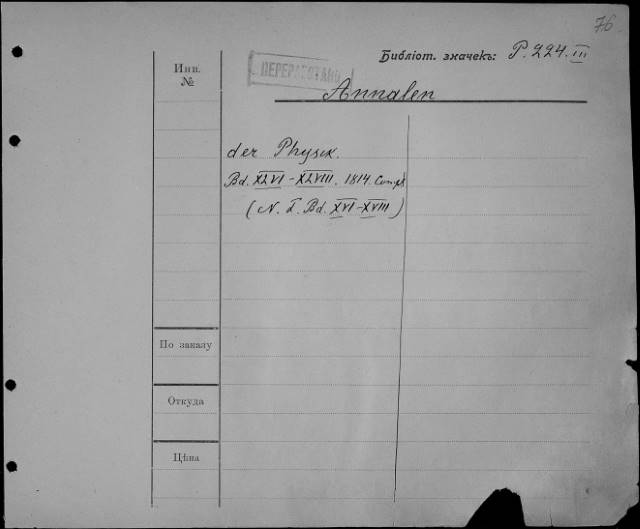 76
Библіот. значекъ: P. 224. III
Инв.
№
ПЕРЕРАБОТАНО
Annalen
der Physik.
Bd. XLVI - XLVIII. 1814. Compl.
(N. F. Bd. XVI - XVIII)
По заказу
Откуда
Цѣна